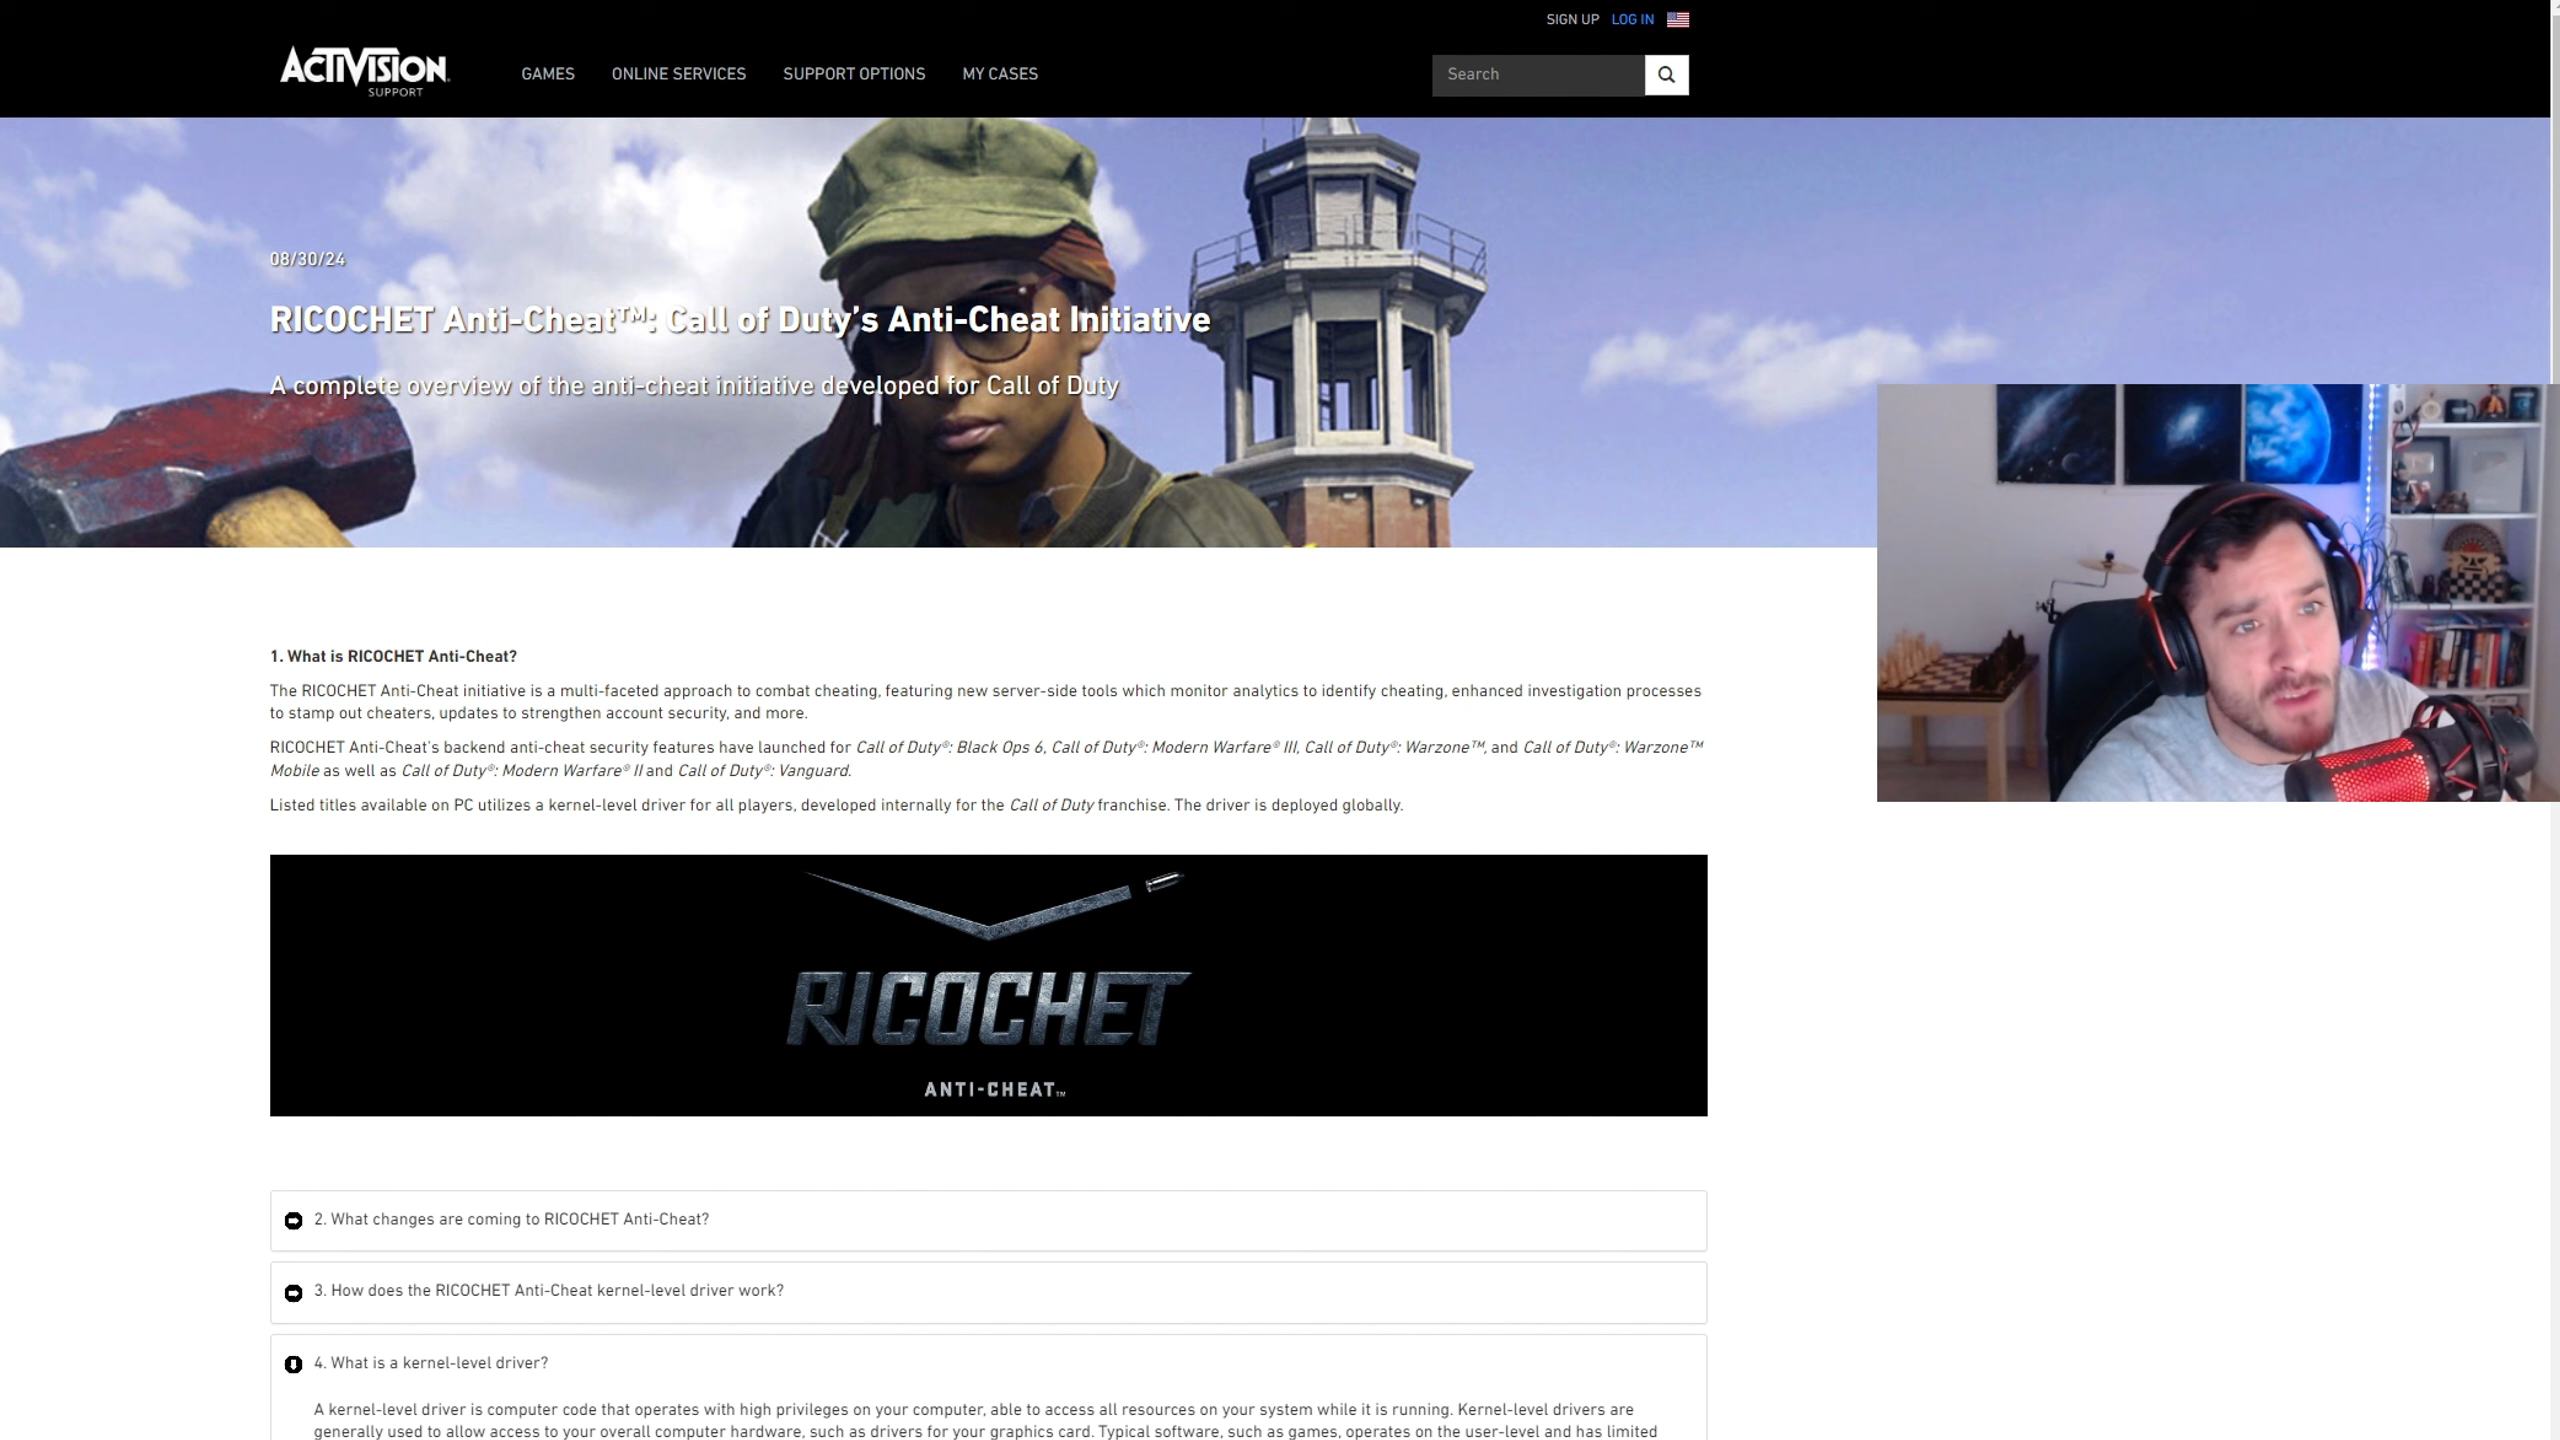 SIGN UP LOG IN
ACTIVISION
SUPPORT
GAMES ONLINE SERVICES SUPPORT OPTIONS MY CASES
Search
08/30/24
RICOCHET Anti-Cheat™: Call of Duty’s Anti-Cheat Initiative
A complete overview of the anti-cheat initiative developed for Call of Duty
1. What is RICOCHET Anti-Cheat?
The RICOCHET Anti-Cheat initiative is a multi-faceted approach to combat cheating, featuring new server-side tools which monitor analytics to identify cheating, enhanced investigation processes
to stamp out cheaters, updates to strengthen account security, and more.
RICOCHET Anti-Cheat’s backend anti-cheat security features have launched for Call of Duty®: Black Ops 6, Call of Duty®: Modern Warfare® III, Call of Duty®: Warzone™, and Call of Duty®: Warzone™
Mobile as well as Call of Duty®: Modern Warfare® II and Call of Duty®: Vanguard.
Listed titles available on PC utilizes a kernel-level driver for all players, developed internally for the Call of Duty franchise. The driver is deployed globally.
RICOCHET
ANTI-CHEAT™
2. What changes are coming to RICOCHET Anti-Cheat?
3. How does the RICOCHET Anti-Cheat kernel-level driver work?
4. What is a kernel-level driver?
A kernel-level driver is computer code that operates with high privileges on your computer, able to access all resources on your system while it is running. Kernel-level drivers are
generally used to allow access to your overall computer hardware, such as drivers for your graphics card. Typical software, such as games, operates on the user-level and has limited